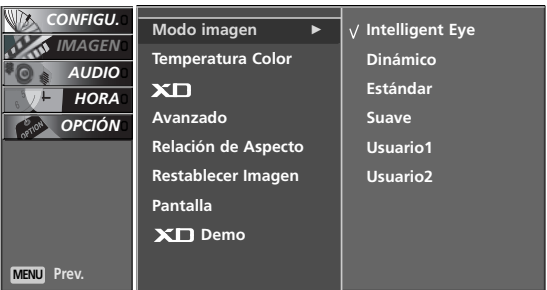 CONFIGU.
IMAGEN
AUDIO
HORA
OPCIÓN
OPTION
MENU Prev.
Modo imagen ►
Temperatura Color
XD
Avanzado
Relación de Aspecto
Restablecer Imagen
Pantalla
XD Demo
√ Intelligent Eye
Dinámico
Estándar
Suave
Usuario1
Usuario2